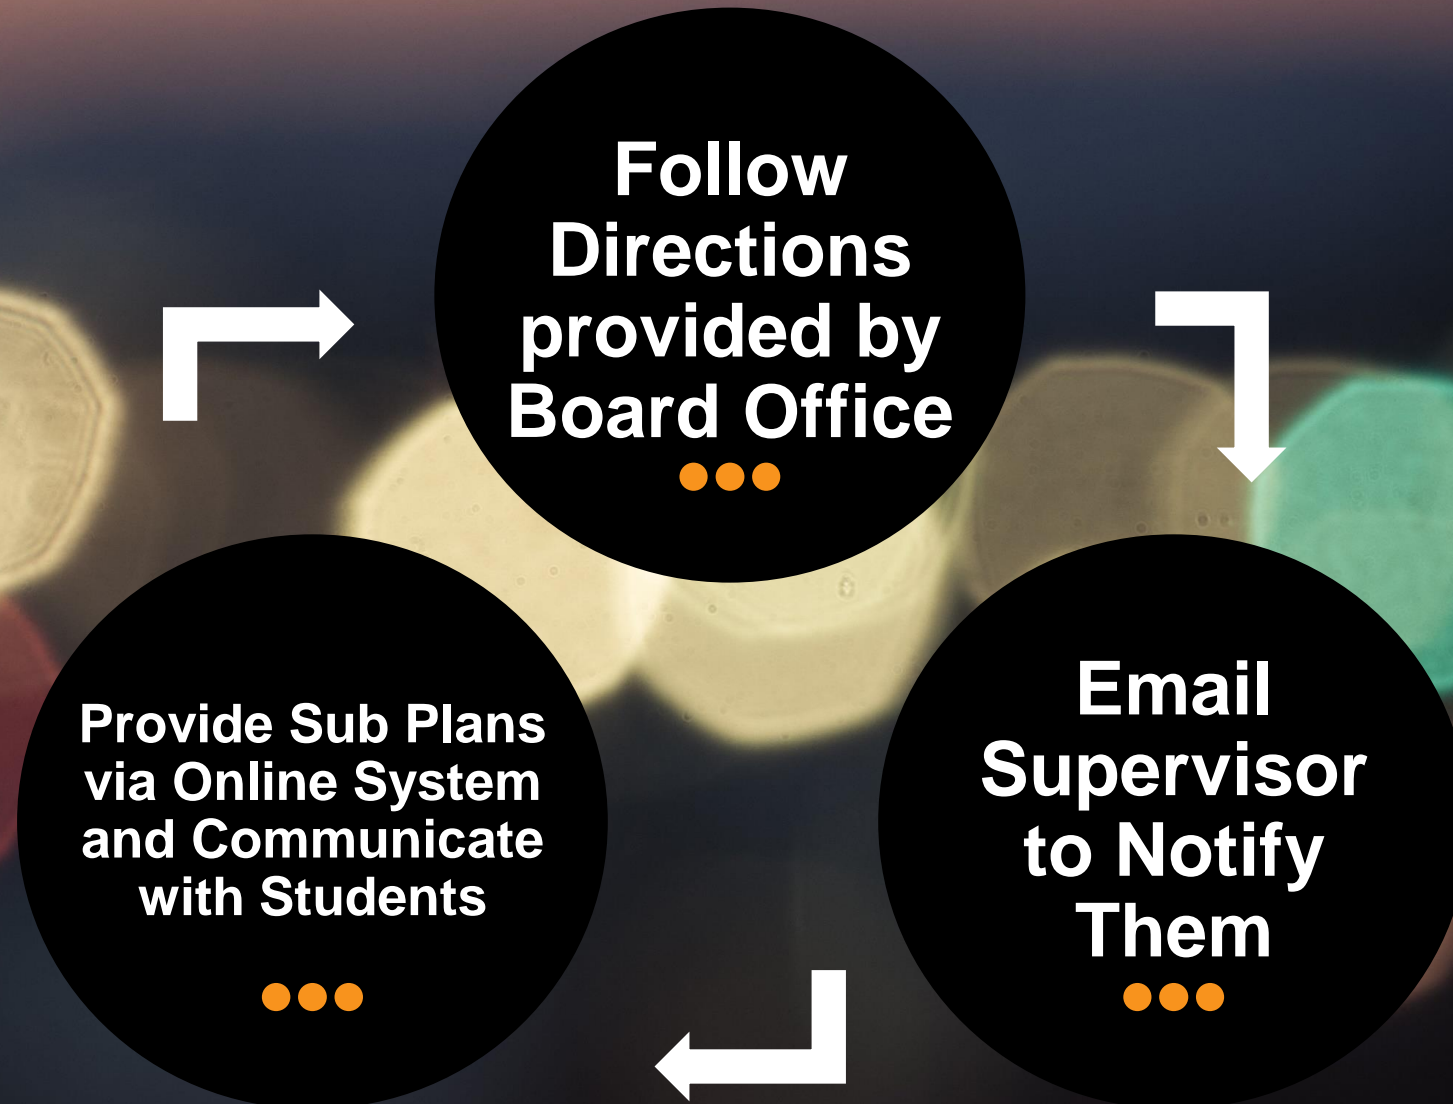 Follow
Directions
provided by
Board Office
Email
Supervisor
to Notify
Them
Provide Sub Plans
via Online System
and Communicate
with Students